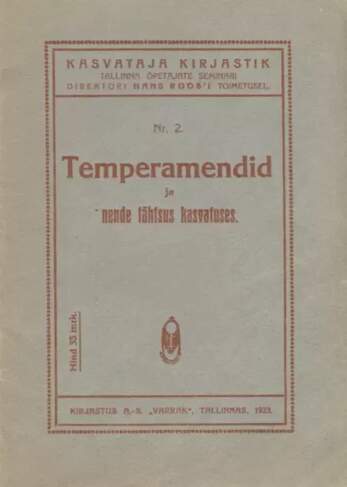 KASVATAJA KIRJASTIK
TALLINNA ÕPETAJATE SEMINARI
DIREKTORI HANS ROOS'I TOIMETUSEL.
Nr. 2.
Temperamendid
ja
nende tähtsus kasvatuses.
Hind 35 mrk.
KIRJASTUS A.-S. „VARRAK", TALLINNAS, 1923.